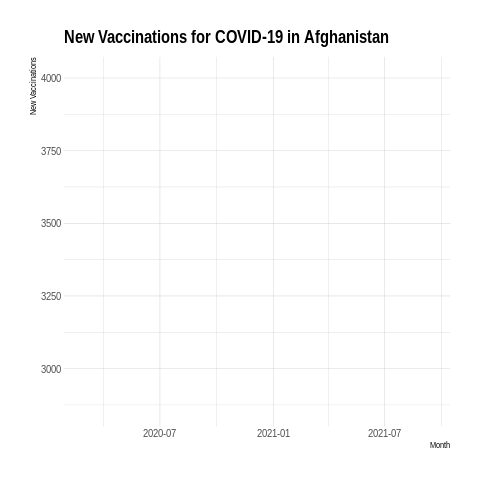 New Vaccinations for COVID-19 in Afghanistan
New Vaccinations
4000
3750
3500
3250
3000
2020-07
2021-01
2021-07
Month